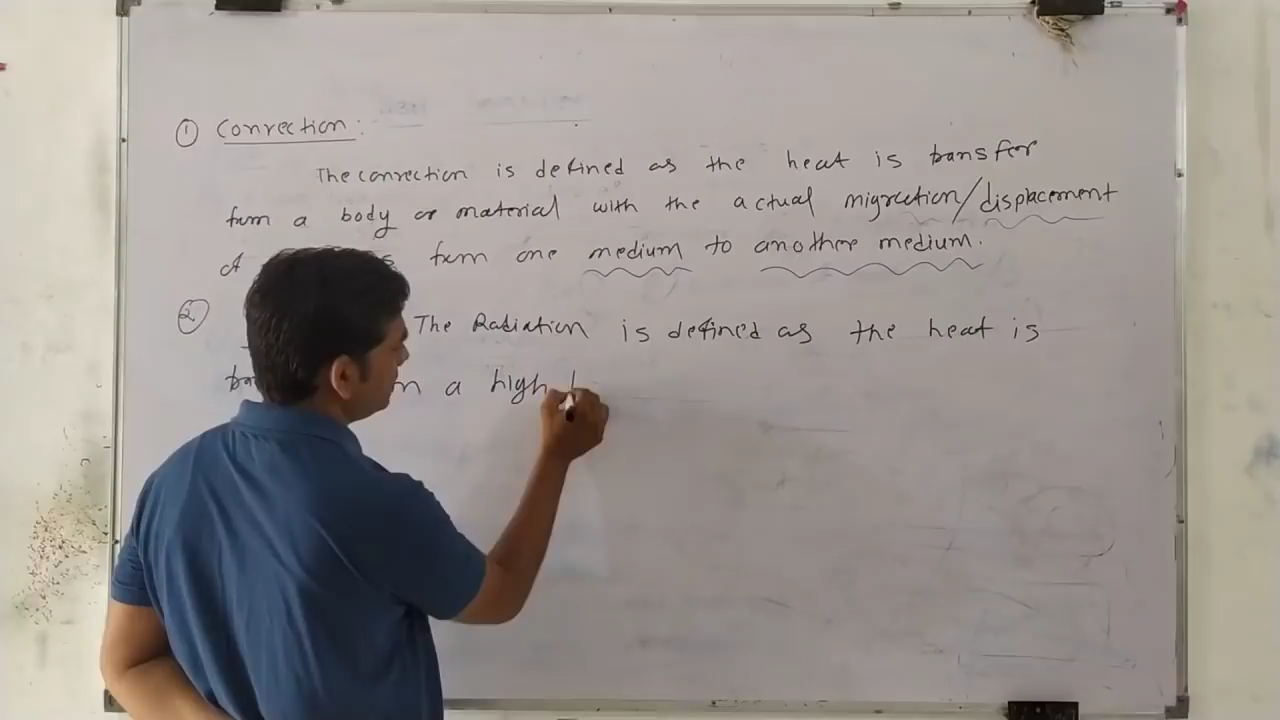 ① Convection:
The convection is defined as the heat is transfer
from a body or material with the actual migration/displacement
of from one medium to another medium.
② The Radiation is defined as the heat is
a high